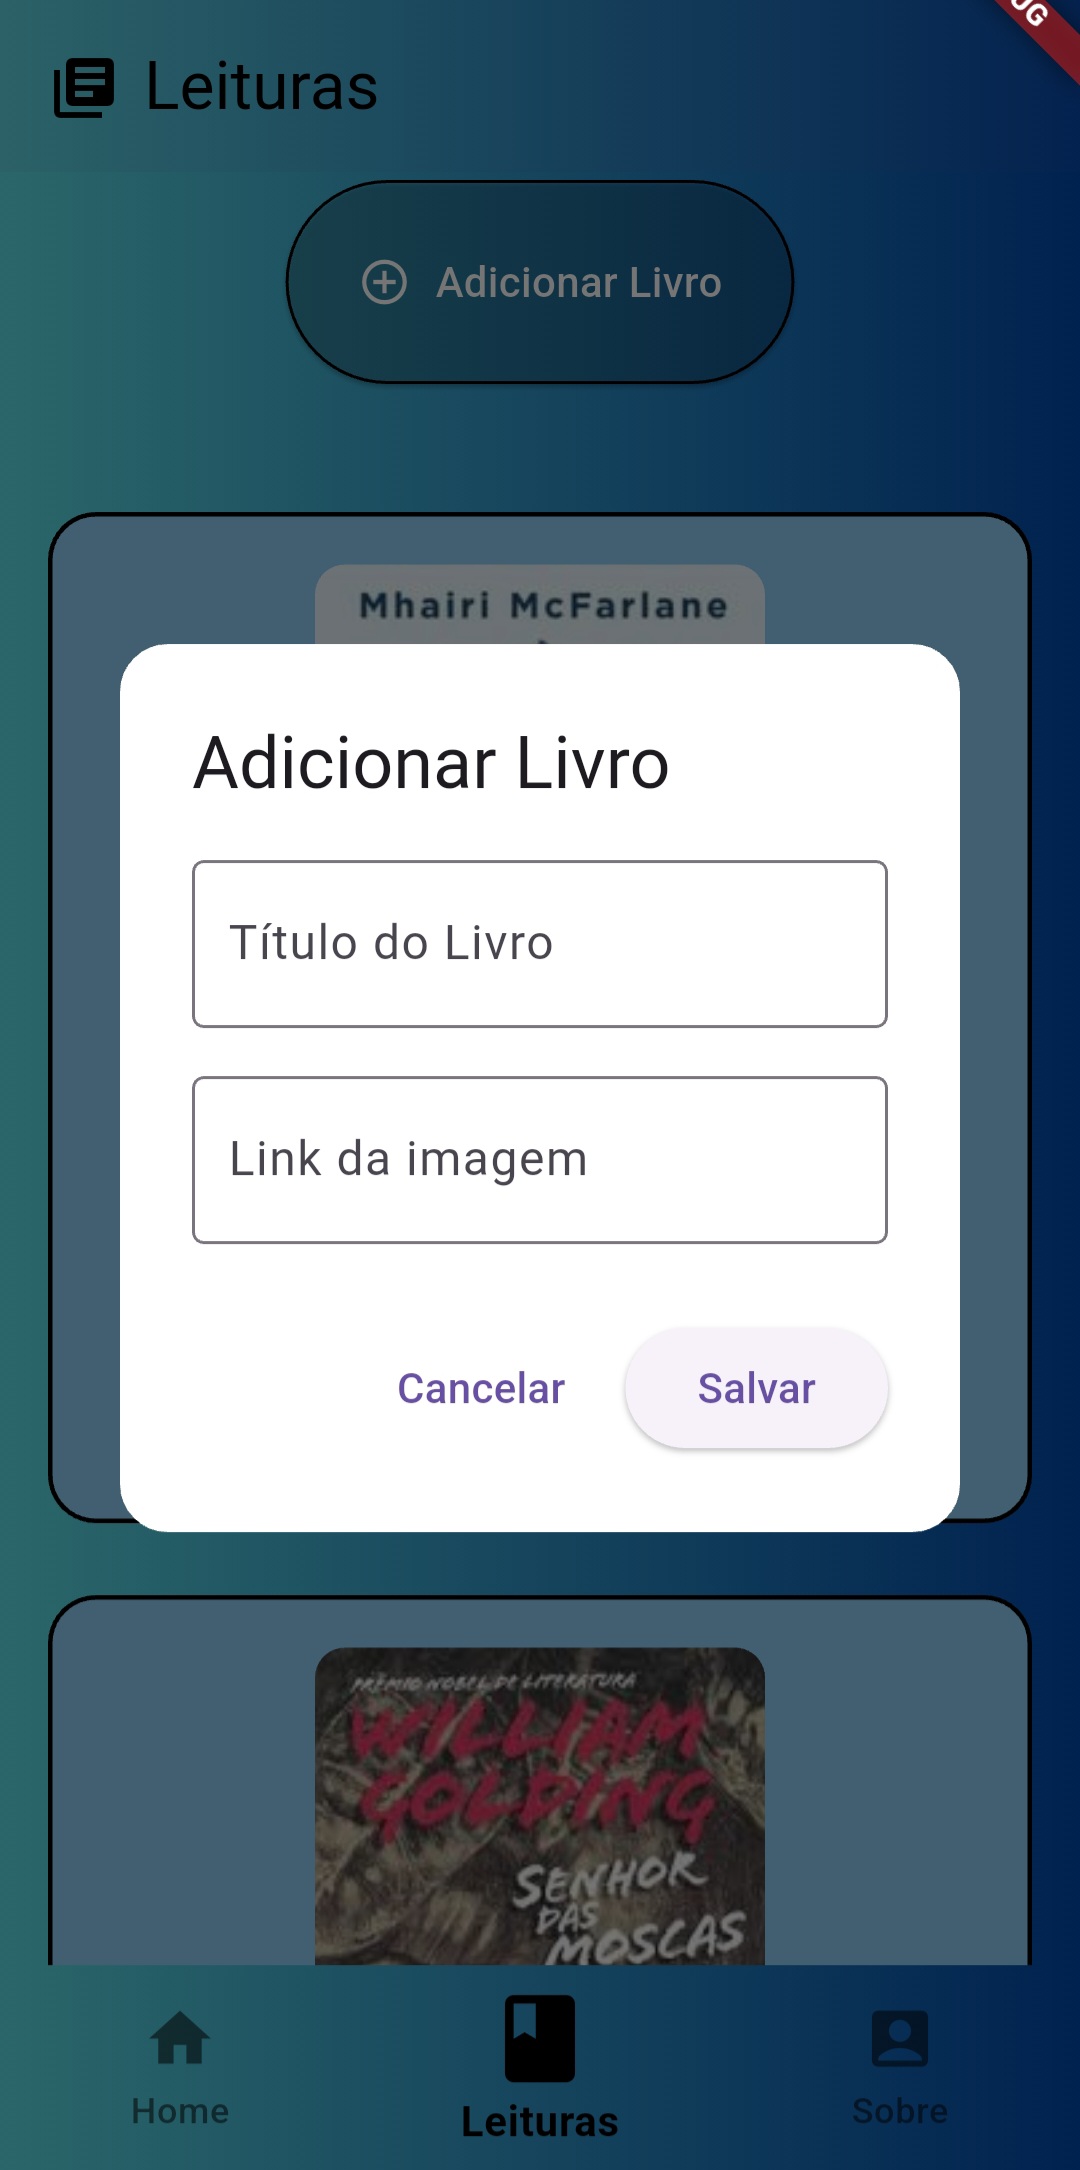 UG
Leituras
Adicionar Livro
Mhairi McFarlane
Adicionar Livro
Título do Livro
Link da imagem
Cancelar
Salvar
PRÊMIO NOBEL DE LITERATURA
WILLIAM
GOLDING
SENHOR
DAS
MOSCAS
Home
Leituras
Sobre